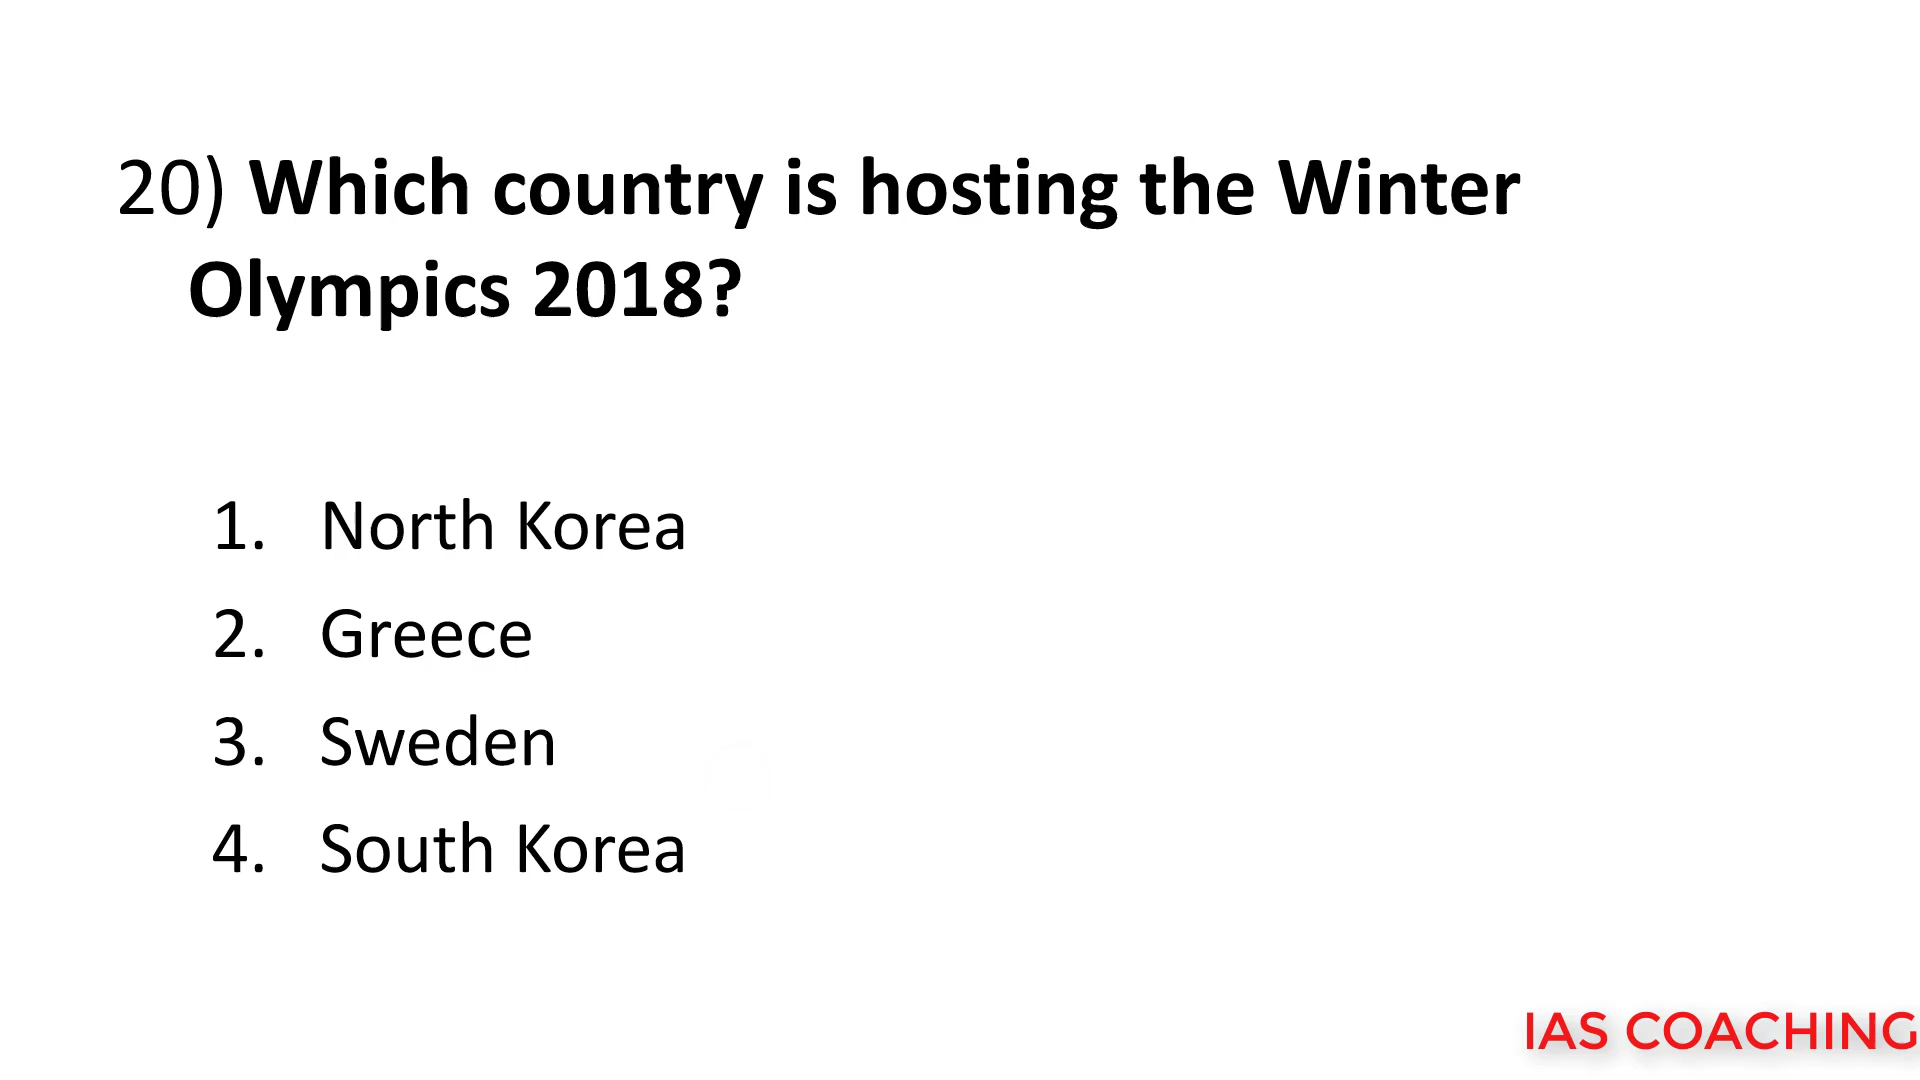 20) Which country is hosting the Winter
Olympics 2018?
1. North Korea
2. Greece
3. Sweden
4. South Korea
IAS COACHING